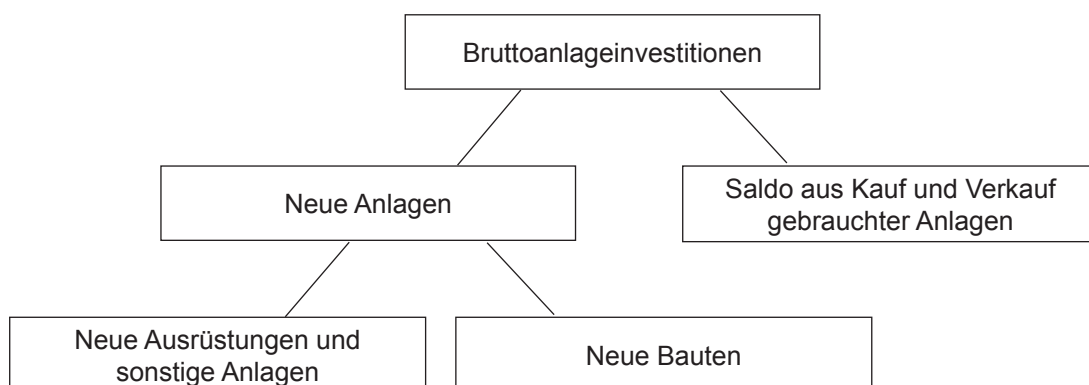 Bruttoanlageinvestitionen
Neue Anlagen
Saldo aus Kauf und Verkauf
gebrauchter Anlagen
Neue Ausrüstungen und
sonstige Anlagen
Neue Bauten